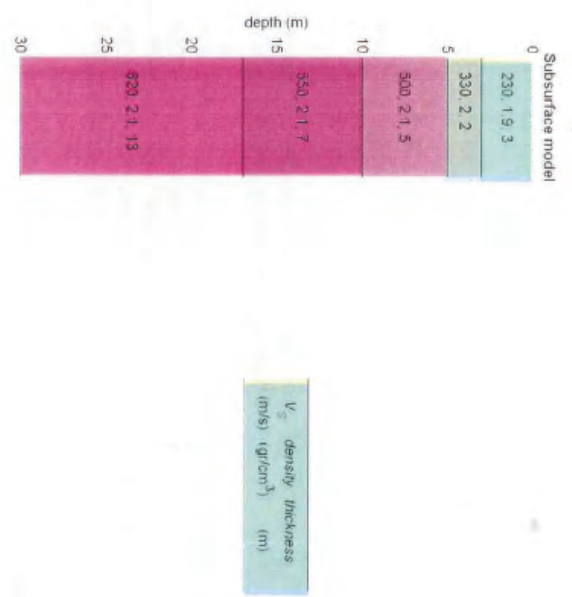 Subsurface model
0
5
10
15
20
25
30
depth (m)
230, 1.9, 3
330, 2, 2
500, 2.1, 5
550, 2.1, 7
620, 2.1, 13
V_S density thickness
(m/s) (gr/cm³) (m)